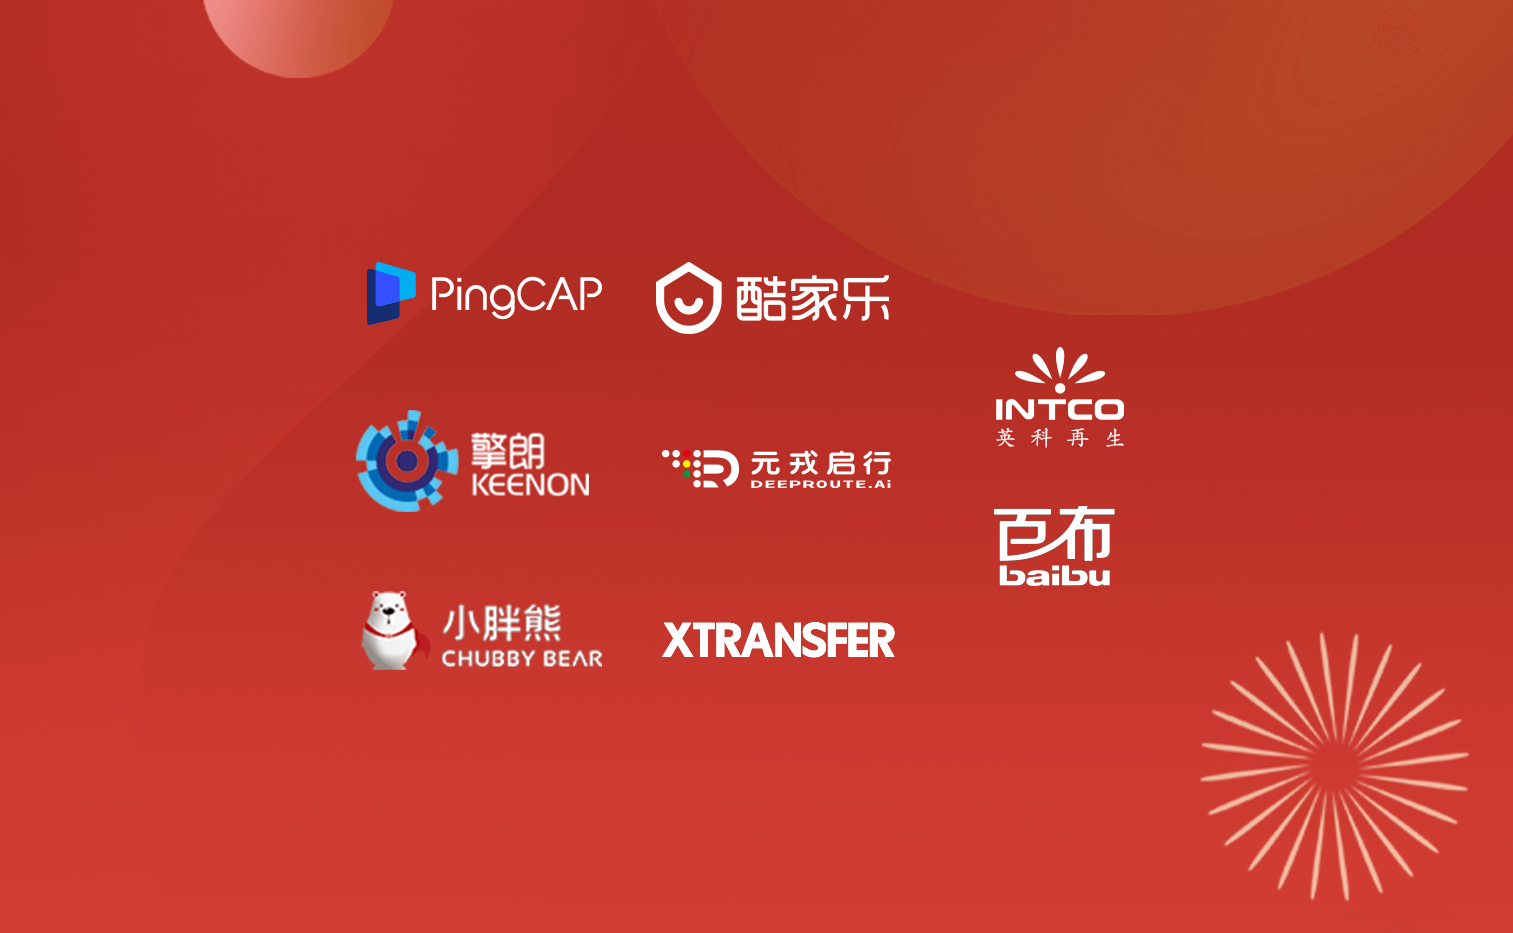 PingCAP
酷家乐
擎朗
KEENON
元戎启行
DEEPROUTE.Ai
小胖熊
CHUBBY BEAR
XTRANSFER
INTCO
英科再生
百布
baibu